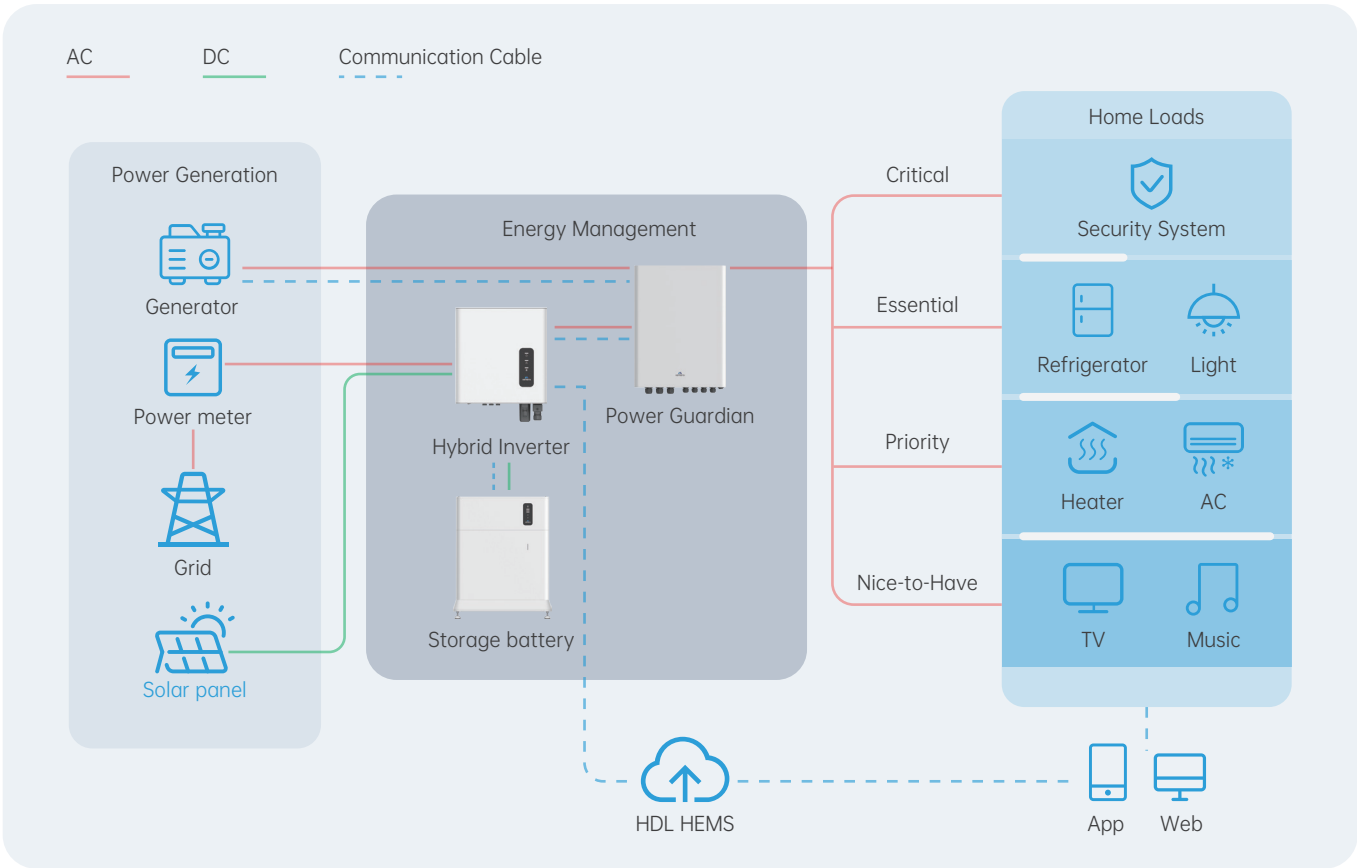 AC
DC
Communication Cable
Home Loads
Power Generation
Critical
Security System
Energy Management
Generator
Essential
Refrigerator
Light
Power meter
Power Guardian
Hybrid Inverter
Priority
Heater
AC
Grid
Nice-to-Have
Storage battery
TV
Music
Solar panel
HDL HEMS
App
Web